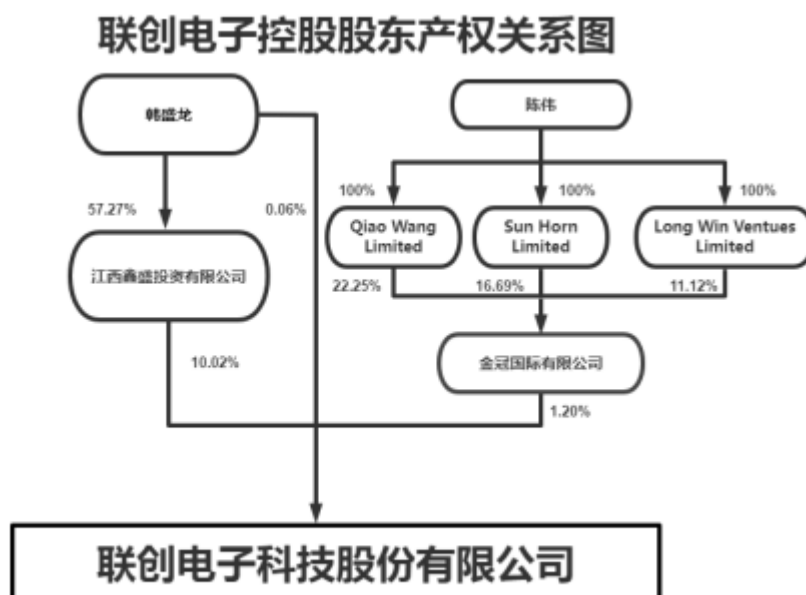 联创电子控股股东产权关系图
韩盛龙
陈伟
100%
100%
100%
57.27%
0.06%
Qiao Wang
Limited
Sun Horn
Limited
Long Win Ventues
Limited
江西鑫盛投资有限公司
22.25%
16.69%
11.12%
10.02%
金冠国际有限公司
1.20%
联创电子科技股份有限公司